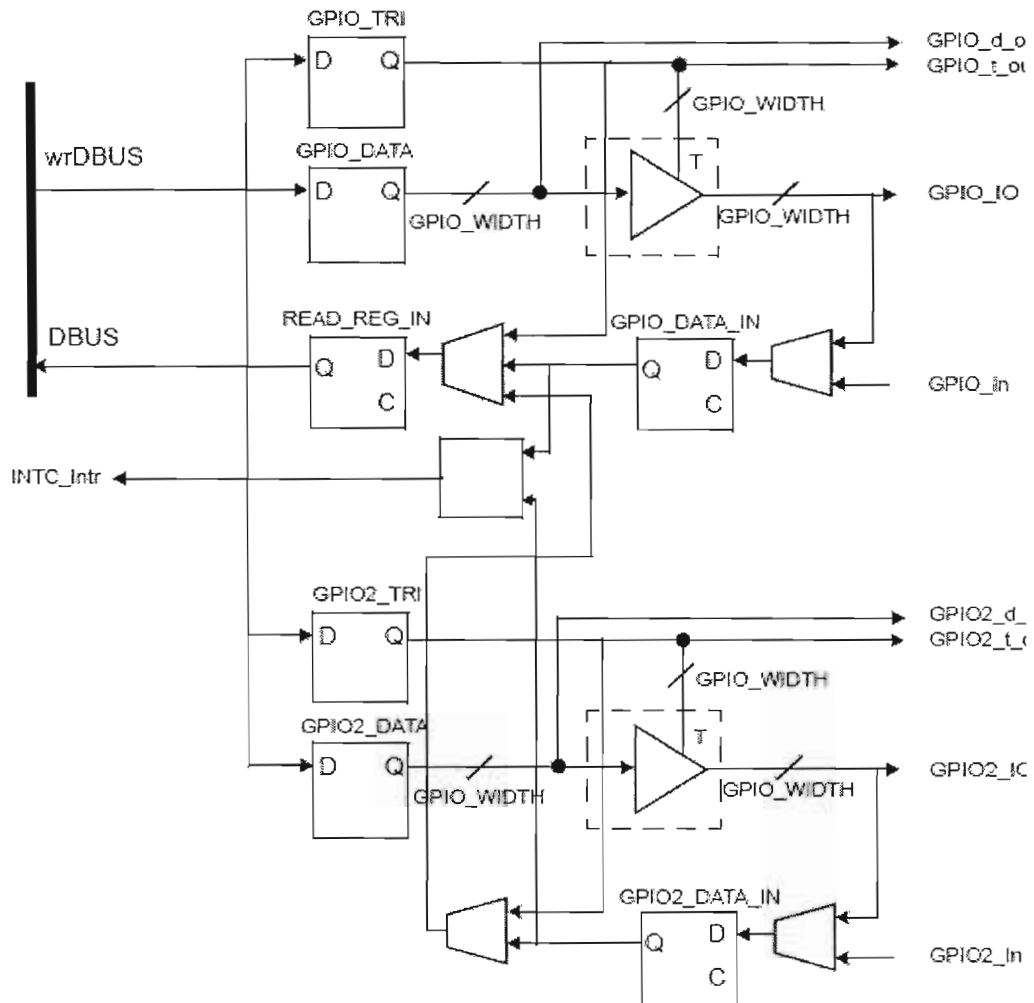 GPIO_TRI
D Q
GPIO_d_o
GPIO_t_ou
GPIO_WIDTH
wrDBUS
GPIO_DATA
D Q
GPIO_WIDTH
T
GPIO_WIDTH
GPIO_IO
DBUS
READ_REG_IN
D
Q
C
GPIO_DATA_IN
D
Q
C
GPIO_in
INTC_Intr
GPIO2_TRI
D Q
GPIO2_d_
GPIO2_t_o
GPIO_WIDTH
GPIO2_DATA
D Q
GPIO_WIDTH
T
GPIO_WIDTH
GPIO2_IO
GPIO2_DATA_IN
D
Q
C
GPIO2_in